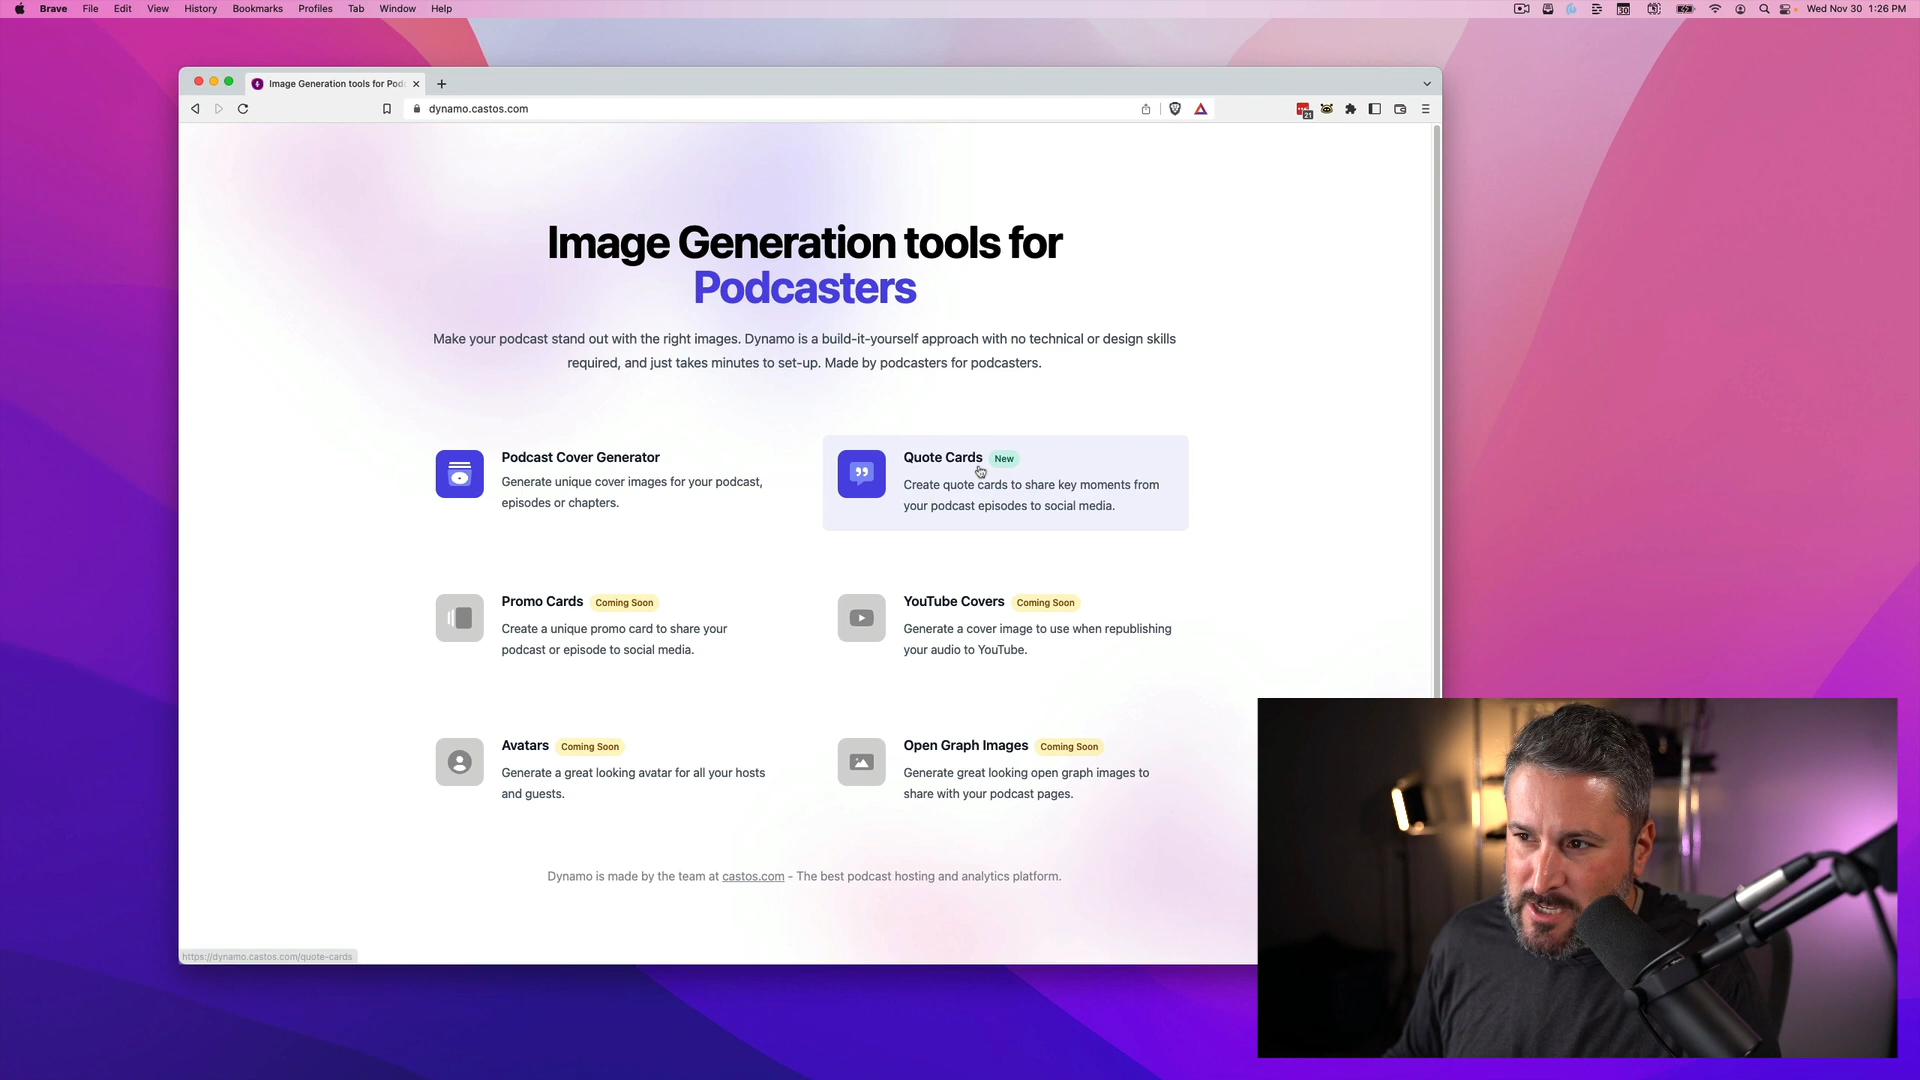 Brave File Edit View History Bookmarks Profiles Tab Window Help
30
Wed Nov 30 1:26 PM
Image Generation tools for Pod
dynamo.castos.com
21
Image Generation tools for
Podcasters
Make your podcast stand out with the right images. Dynamo is a build-it-yourself approach with no technical or design skills
required, and just takes minutes to set-up. Made by podcasters for podcasters.
Podcast Cover Generator
Generate unique cover images for your podcast,
episodes or chapters.
Quote Cards New
Create quote cards to share key moments from
your podcast episodes to social media.
Promo Cards Coming Soon
Create a unique promo card to share your
podcast or episode to social media.
YouTube Covers Coming Soon
Generate a cover image to use when republishing
your audio to YouTube.
Avatars Coming Soon
Generate a great looking avatar for all your hosts
and guests.
Open Graph Images Coming Soon
Generate great looking open graph images to
share with your podcast pages.
Dynamo is made by the team at castos.com - The best podcast hosting and analytics platform.
https://dynamo.castos.com/quote-cards